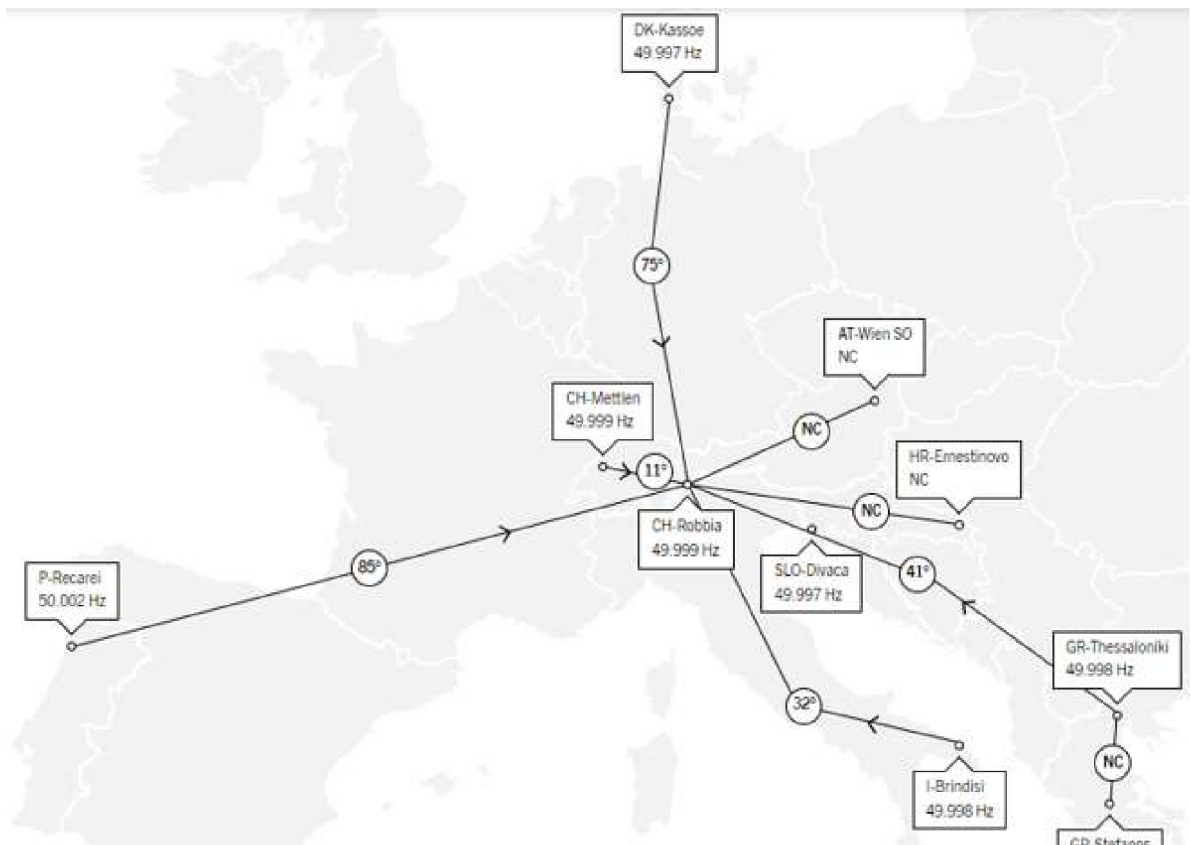 DK-Kassoe
49.997 Hz
75°
AT-Wien SO
NC
CH-Mettlen
49.999 Hz
NC
11°
HR-Ernestinovo
NC
NC
CH-Robbia
49.999 Hz
85°
SLO-Divaca
49.997 Hz
41°
P-Recarei
50.002 Hz
GR-Thessaloniki
49.998 Hz
32°
NC
I-Brindisi
49.998 Hz